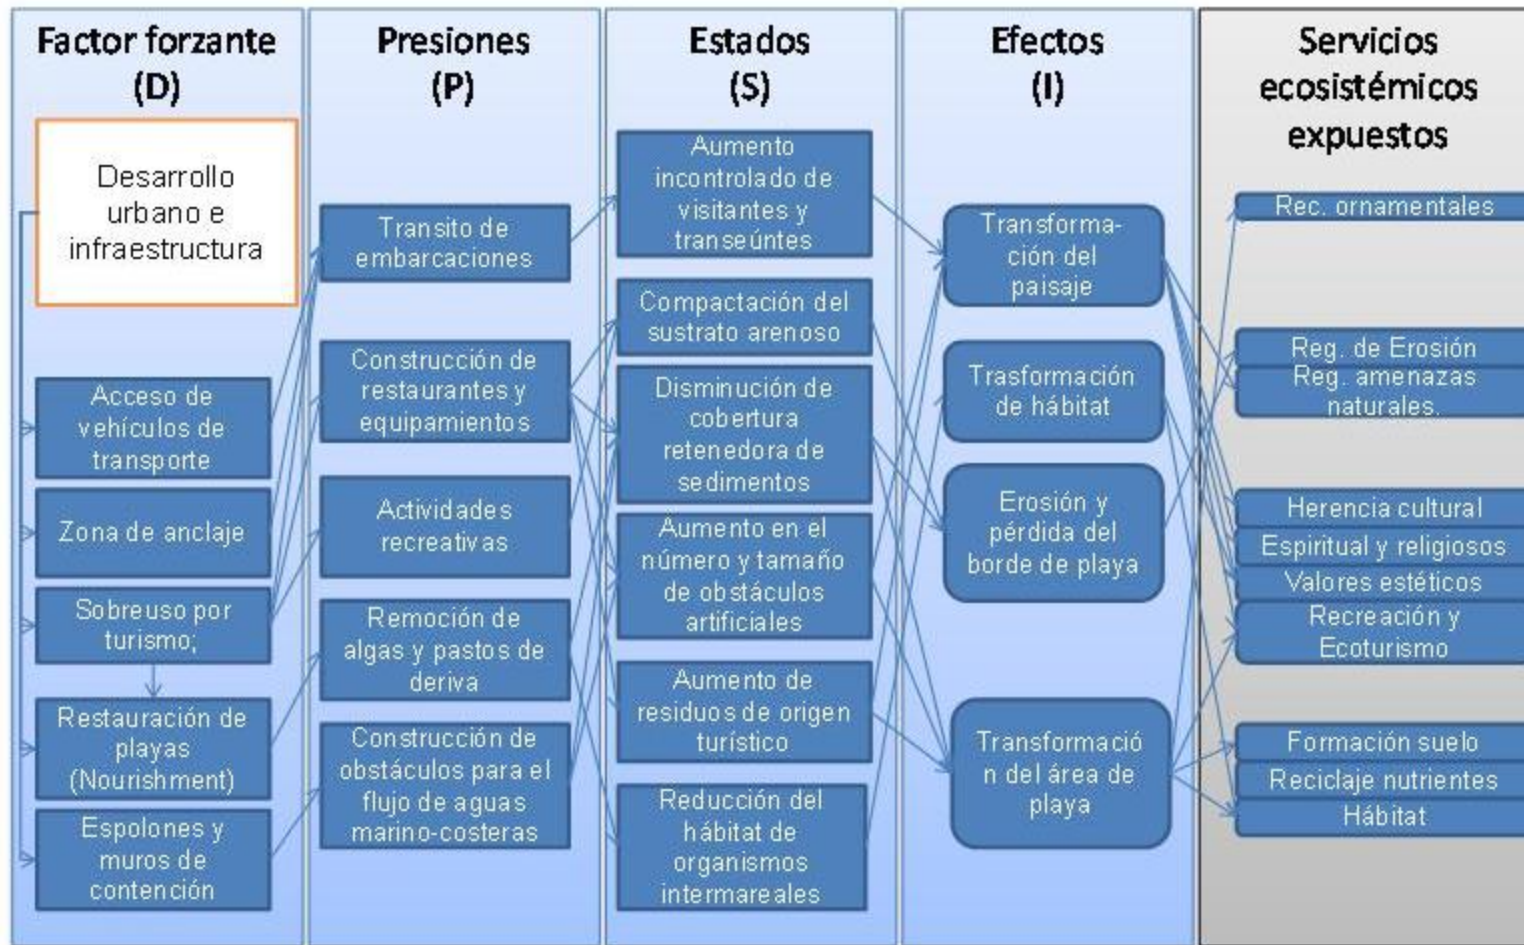 Factor forzante
(D)
Desarrollo
urbano e
infraestructura
Acceso de
vehículos de
transporte
Zona de anclaje
Sobreuso por
turismo;
Restauración de
playas
(Nourishment)
Espolones y
muros de
contención
Presiones
(P)
Transito de
embarcaciones
Construcción de
restaurantes y
equipamientos
Actividades
recreativas
Remoción de
algas y pastos de
deriva
Construcción de
obstáculos para el
flujo de aguas
marino-costeras
Estados
(S)
Aumento
incontrolado de
visitantes y
transeúntes
Compactación del
sustrato arenoso
Disminución de
cobertura
retenedora de
sedimentos
Aumento en el
número y tamaño
de obstáculos
artificiales
Aumento de
residuos de origen
turístico
Reducción del
hábitat de
organismos
intermareales
Efectos
(I)
Transforma-
ción del
paisaje
Trasformación
de hábitat
Erosión y
pérdida del
borde de playa
Transformació
n del área de
playa
Servicios
ecosistémicos
expuestos
Rec. ornamentales
Reg. de Erosión
Reg. amenazas
naturales.
Herencia cultural
Espiritual y religiosos
Valores estéticos
Recreación y
Ecoturismo
Formación suelo
Reciclaje nutrientes
Hábitat